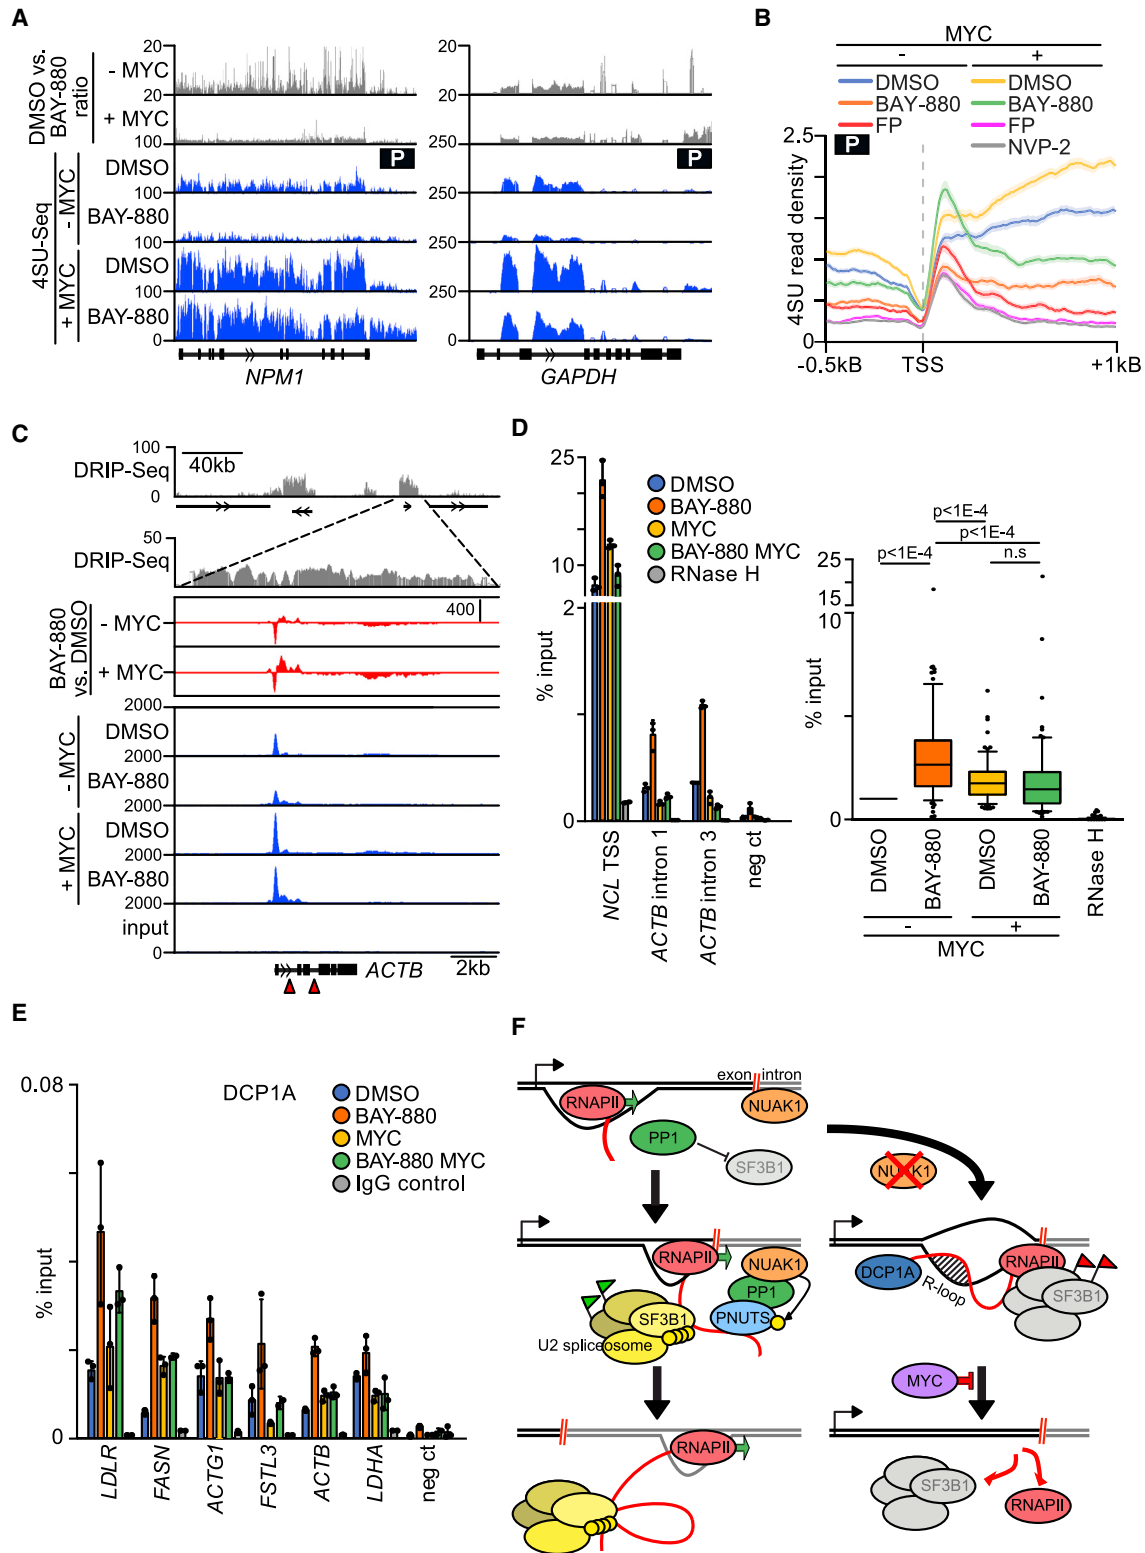 A
DMSO vs.
BAY-880
ratio
- MYC
+ MYC
20
20
100
20
20
250
P
P
4SU-Seq
- MYC
+ MYC
DMSO
BAY-880
DMSO
BAY-880
100
100
100
0
250
250
250
0
NPM1
GAPDH
B
MYC
- +
DMSO
BAY-880
FP
DMSO
BAY-880
FP
NVP-2
P
4SU read density
2.5
0
-0.5kB
TSS
+1kB
C
DRIP-Seq
100
0
40kb
DRIP-Seq
50
0
BAY-880
vs. DMSO
- MYC
+ MYC
400
- MYC
+ MYC
DMSO
BAY-880
DMSO
BAY-880
input
2000
2000
2000
2000
2000
0
ACTB
2kb
D
% input
25
10
2
0
DMSO
BAY-880
MYC
BAY-880 MYC
RNase H
NCL TSS
ACTB intron 1
ACTB intron 3
neg ct
% input
25
15
10
0
p<1E-4
p<1E-4
p<1E-4
n.s
DMSO
BAY-880
DMSO
BAY-880
RNase H
- +
MYC
E
DCP1A
% input
0.08
0
DMSO
BAY-880
MYC
BAY-880 MYC
IgG control
LDLR
FASN
ACTG1
FSTL3
ACTB
LDHA
neg ct
F
exon intron
RNAPII
NUAK1
PP1
SF3B1
NUAK1
RNAPII
NUAK1
PP1
PNUTS
SF3B1
U2 spliceosome
DCP1A
R-loop
RNAPII
SF3B1
MYC
RNAPII
SF3B1
RNAPII